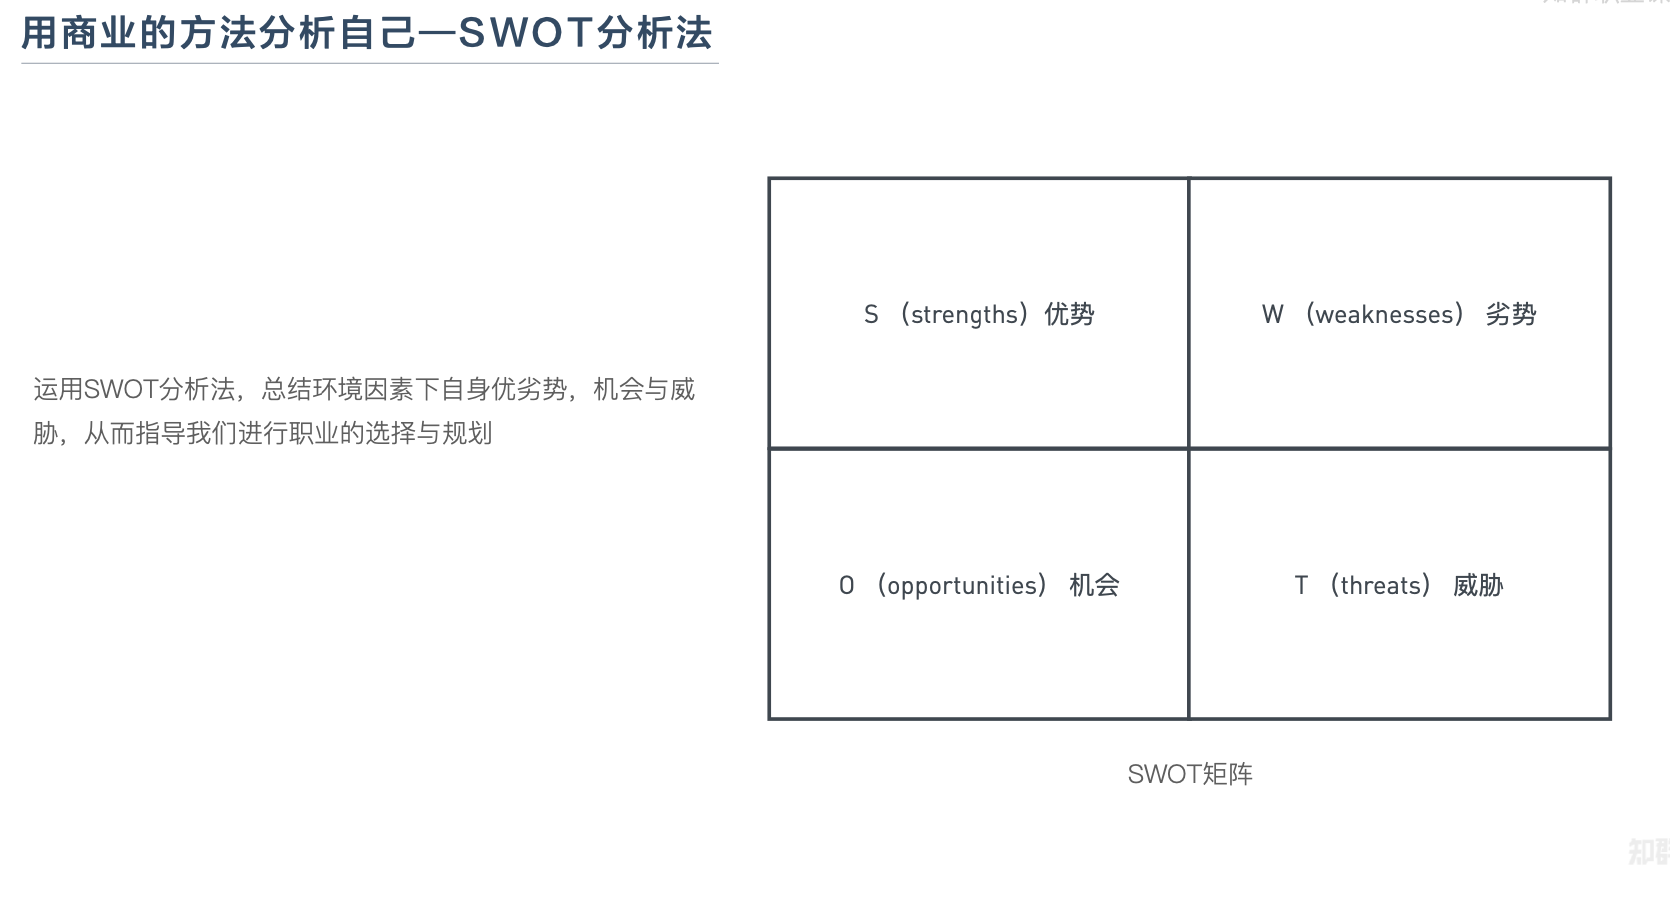 用商业的方法分析自己—SWOT分析法
S （strengths）优势
W （weaknesses） 劣势
运用SWOT分析法，总结环境因素下自身优劣势，机会与威
胁，从而指导我们进行职业的选择与规划
O （opportunities） 机会
T （threats） 威胁
SWOT矩阵
知群